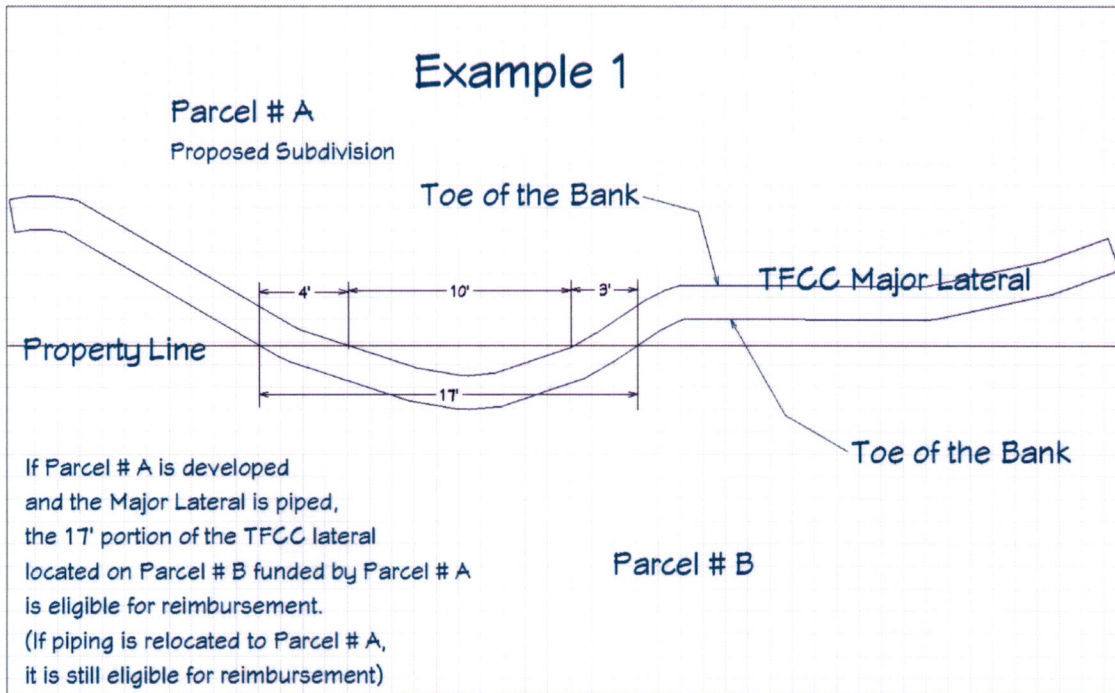 Example 1
Parcel # A
Proposed Subdivision
Toe of the Bank
TFCC Major Lateral
4'
10'
3'
Property Line
17'
Toe of the Bank
If Parcel # A is developed
and the Major Lateral is piped,
the 17' portion of the TFCC lateral
located on Parcel # B funded by Parcel # A
is eligible for reimbursement.
(If piping is relocated to Parcel # A,
it is still eligible for reimbursement)
Parcel # B